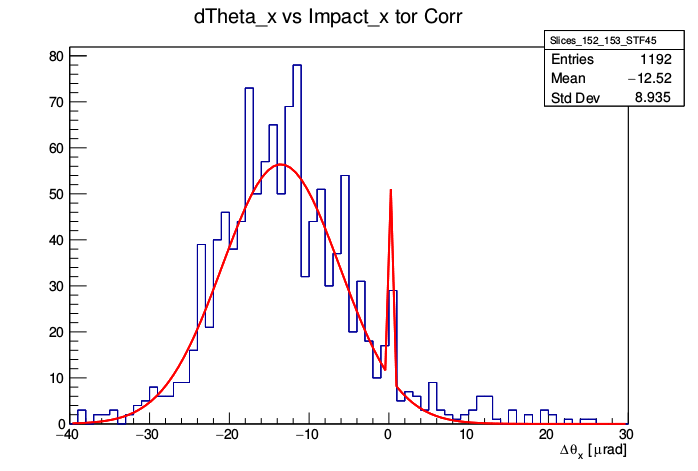 dTheta_x vs Impact_x tor Corr
Slices_152_153_STF45
Entries 1192
Mean −12.52
Std Dev 8.935
80
70
60
50
40
30
20
10
0
−40 −30 −20 −10 0 10 20 30
Δθx [μrad]